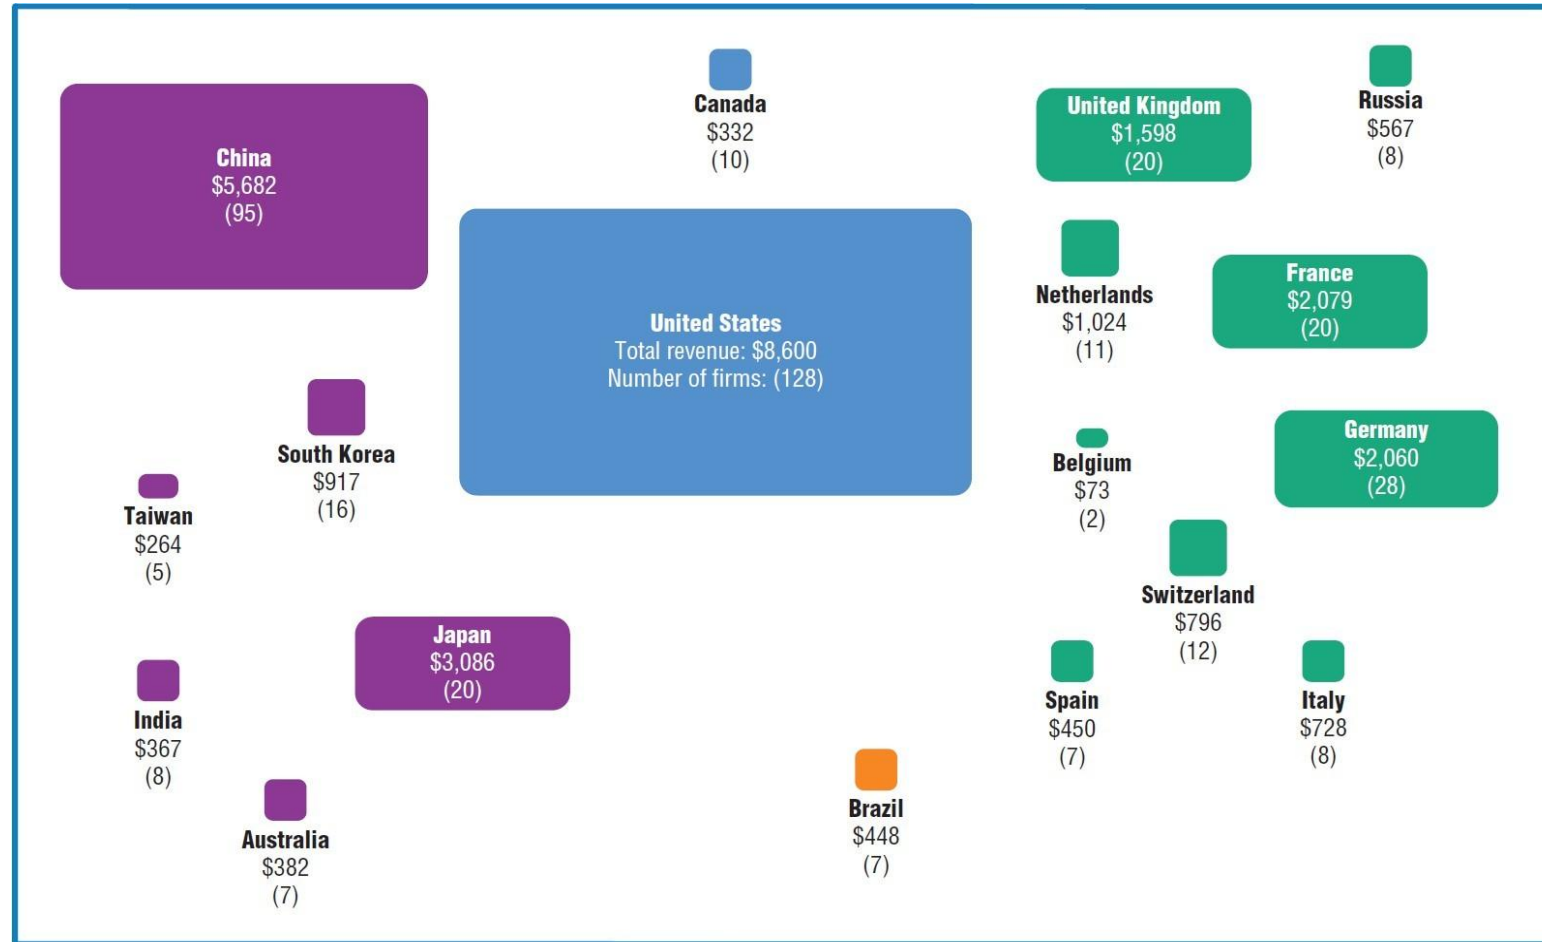 Canada
$332
(10)
Russia
$567
(8)
United Kingdom
$1,598
(20)
China
$5,682
(95)
Netherlands
$1,024
(11)
France
$2,079
(20)
United States
Total revenue: $8,600
Number of firms: (128)
South Korea
$917
(16)
Germany
$2,060
(28)
Belgium
$73
(2)
Taiwan
$264
(5)
Switzerland
$796
(12)
Japan
$3,086
(20)
India
$367
(8)
Spain
$450
(7)
Italy
$728
(8)
Brazil
$448
(7)
Australia
$382
(7)